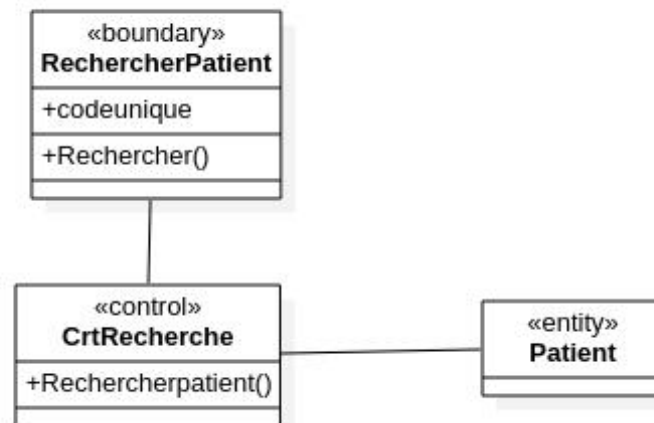 «boundary»
RechercherPatient
+codeunique
+Rechercher()
«control»
CrtRecherche
+Rechercherpatient()
«entity»
Patient